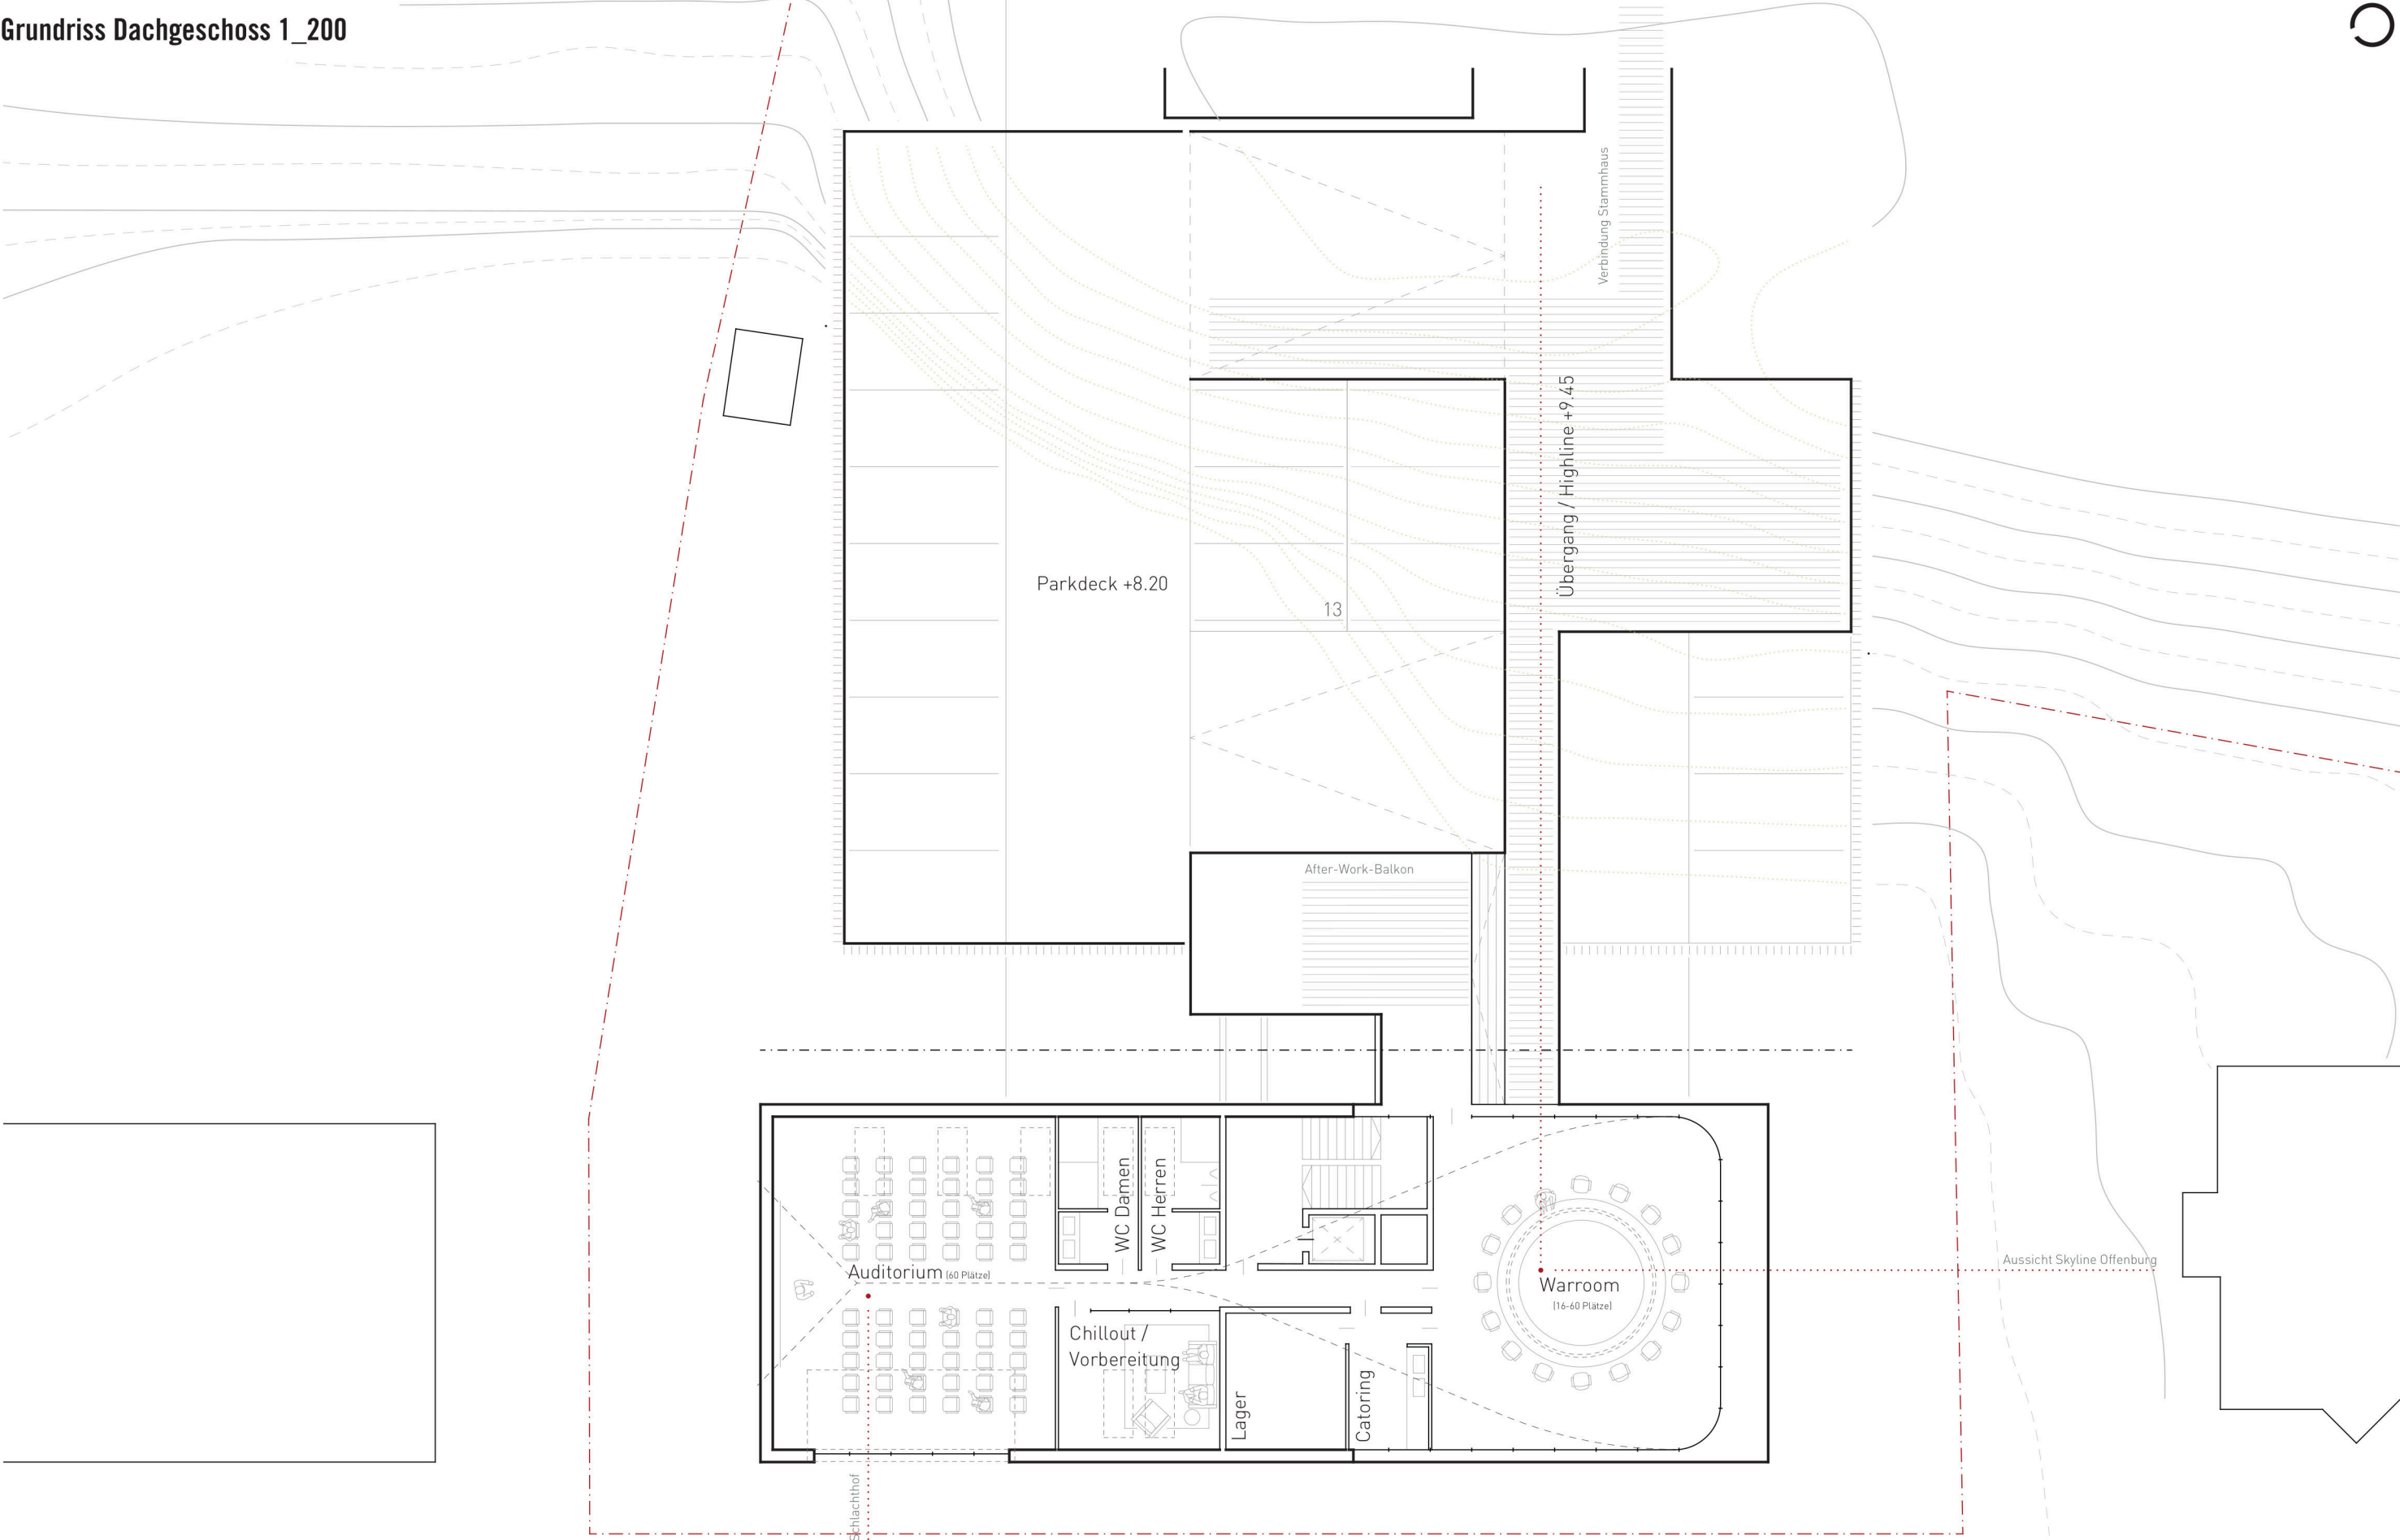 Grundriss Dachgeschoss 1_200
Verbindung Stammhaus
Übergang / Highline +9.45
Parkdeck +8.20
13
After-Work-Balkon
WC Damen
WC Herren
Auditorium (60 Plätze)
Aussicht Skyline Offenburg
Warroom
(16-60 Plätze)
Chillout /
Vorbereitung
Lager
Catoring
Schlachthof